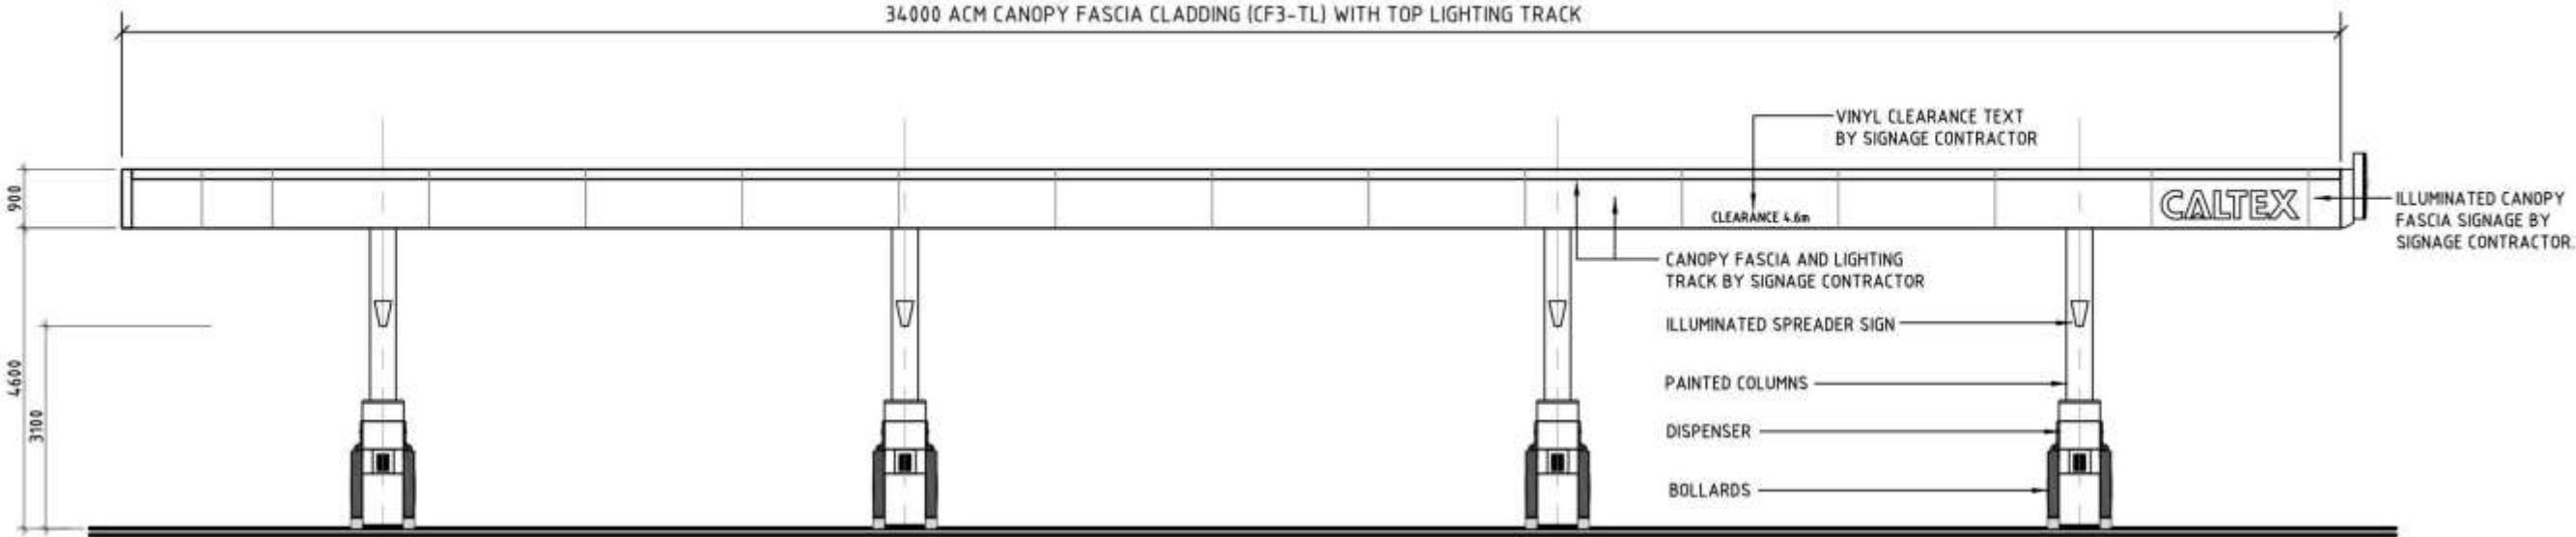 34000 ACM CANOPY FASCIA CLADDING (CF3-TL) WITH TOP LIGHTING TRACK
VINYL CLEARANCE TEXT
BY SIGNAGE CONTRACTOR
900
CLEARANCE 4.6m
CALTEX
ILLUMINATED CANOPY
FASCIA SIGNAGE BY
SIGNAGE CONTRACTOR.
CANOPY FASCIA AND LIGHTING
TRACK BY SIGNAGE CONTRACTOR
ILLUMINATED SPREADER SIGN
4600
3100
PAINTED COLUMNS
DISPENSER
BOLLARDS